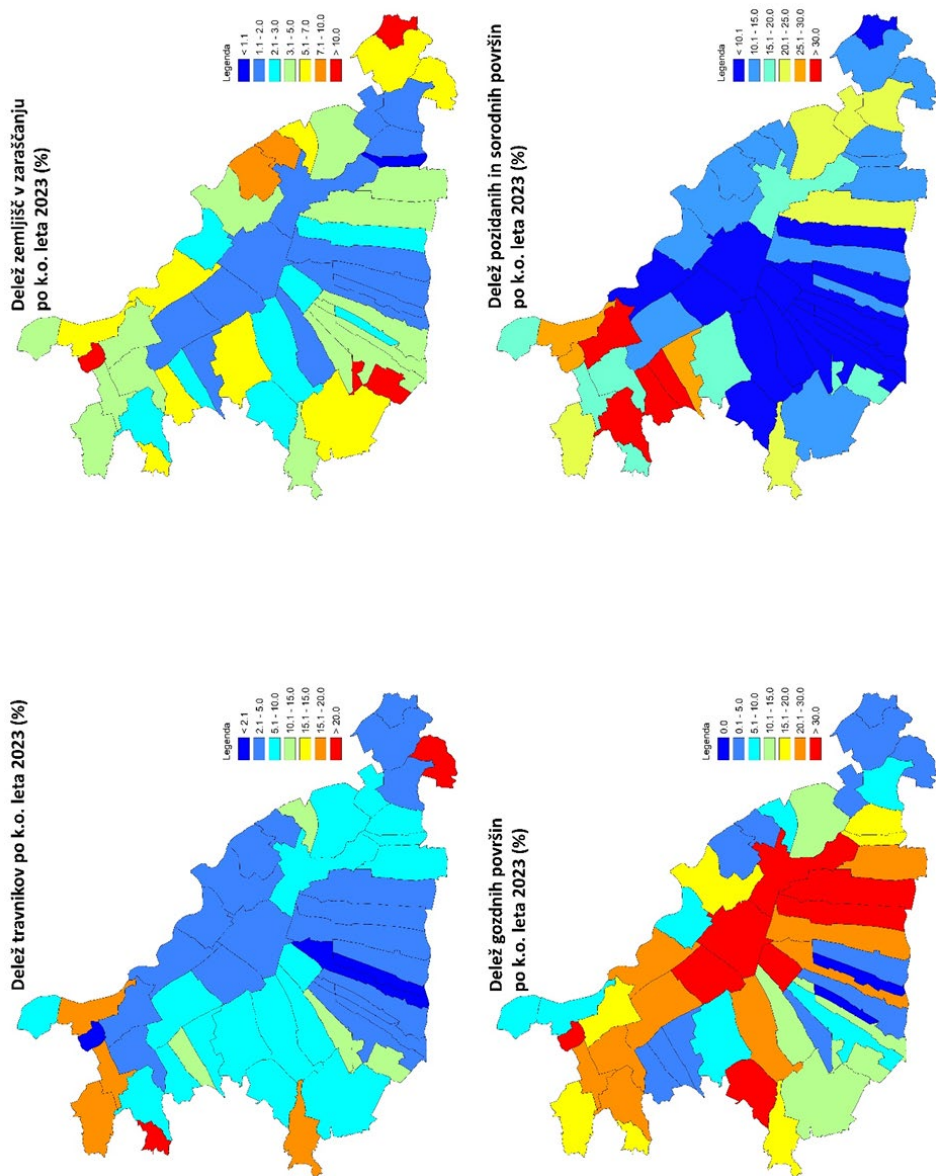 Delež travnikov po k.o. leta 2023 (%)
Legenda
< 2.1
2.1 - 5.0
5.1 - 10.0
10.1 - 15.0
15.1 - 15.0
15.1 - 20.0
> 20.0
Delež zemljišč v zaraščanju
po k.o. leta 2023 (%)
Legenda
< 1.1
1.1 - 2.0
2.1 - 3.0
3.1 - 5.0
5.1 - 7.0
7.1 - 10.0
> 10.0
Delež gozdnih površin
po k.o. leta 2023 (%)
Legenda
0.0
0.1 - 5.0
5.1 - 10.0
10.1 - 15.0
15.1 - 15.0
20.1 - 30.0
> 30.0
Delež pozidanih in sorodnih površin
po k.o. leta 2023 (%)
Legenda
< 10.1
10.1 - 15.0
15.1 - 20.0
20.1 - 25.0
25.1 - 30.0
> 30.0